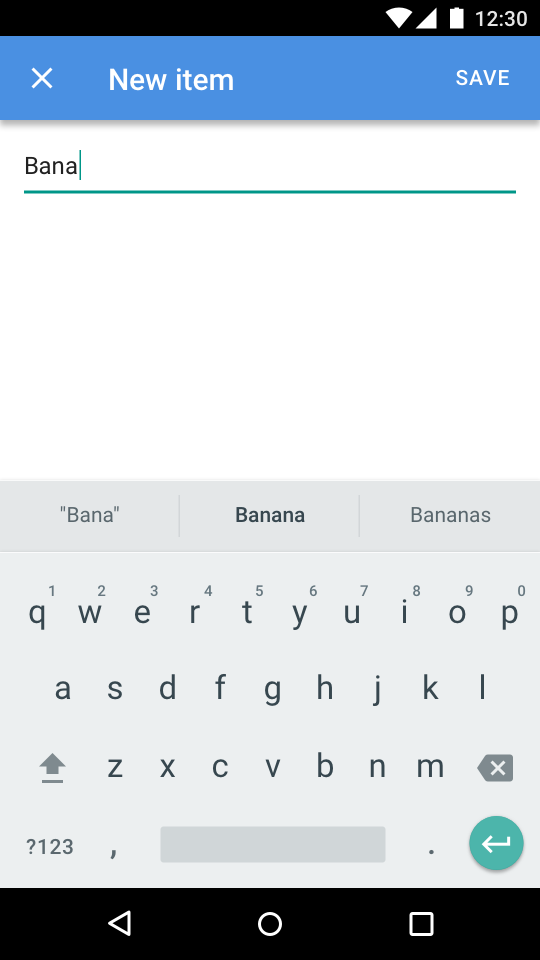 12:30
New item SAVE
Bana
"Bana" Banana Bananas
1 2 3 4 5 6 7 8 9 0
q w e r t y u i o p
a s d f g h j k l
z x c v b n m
?123 , .